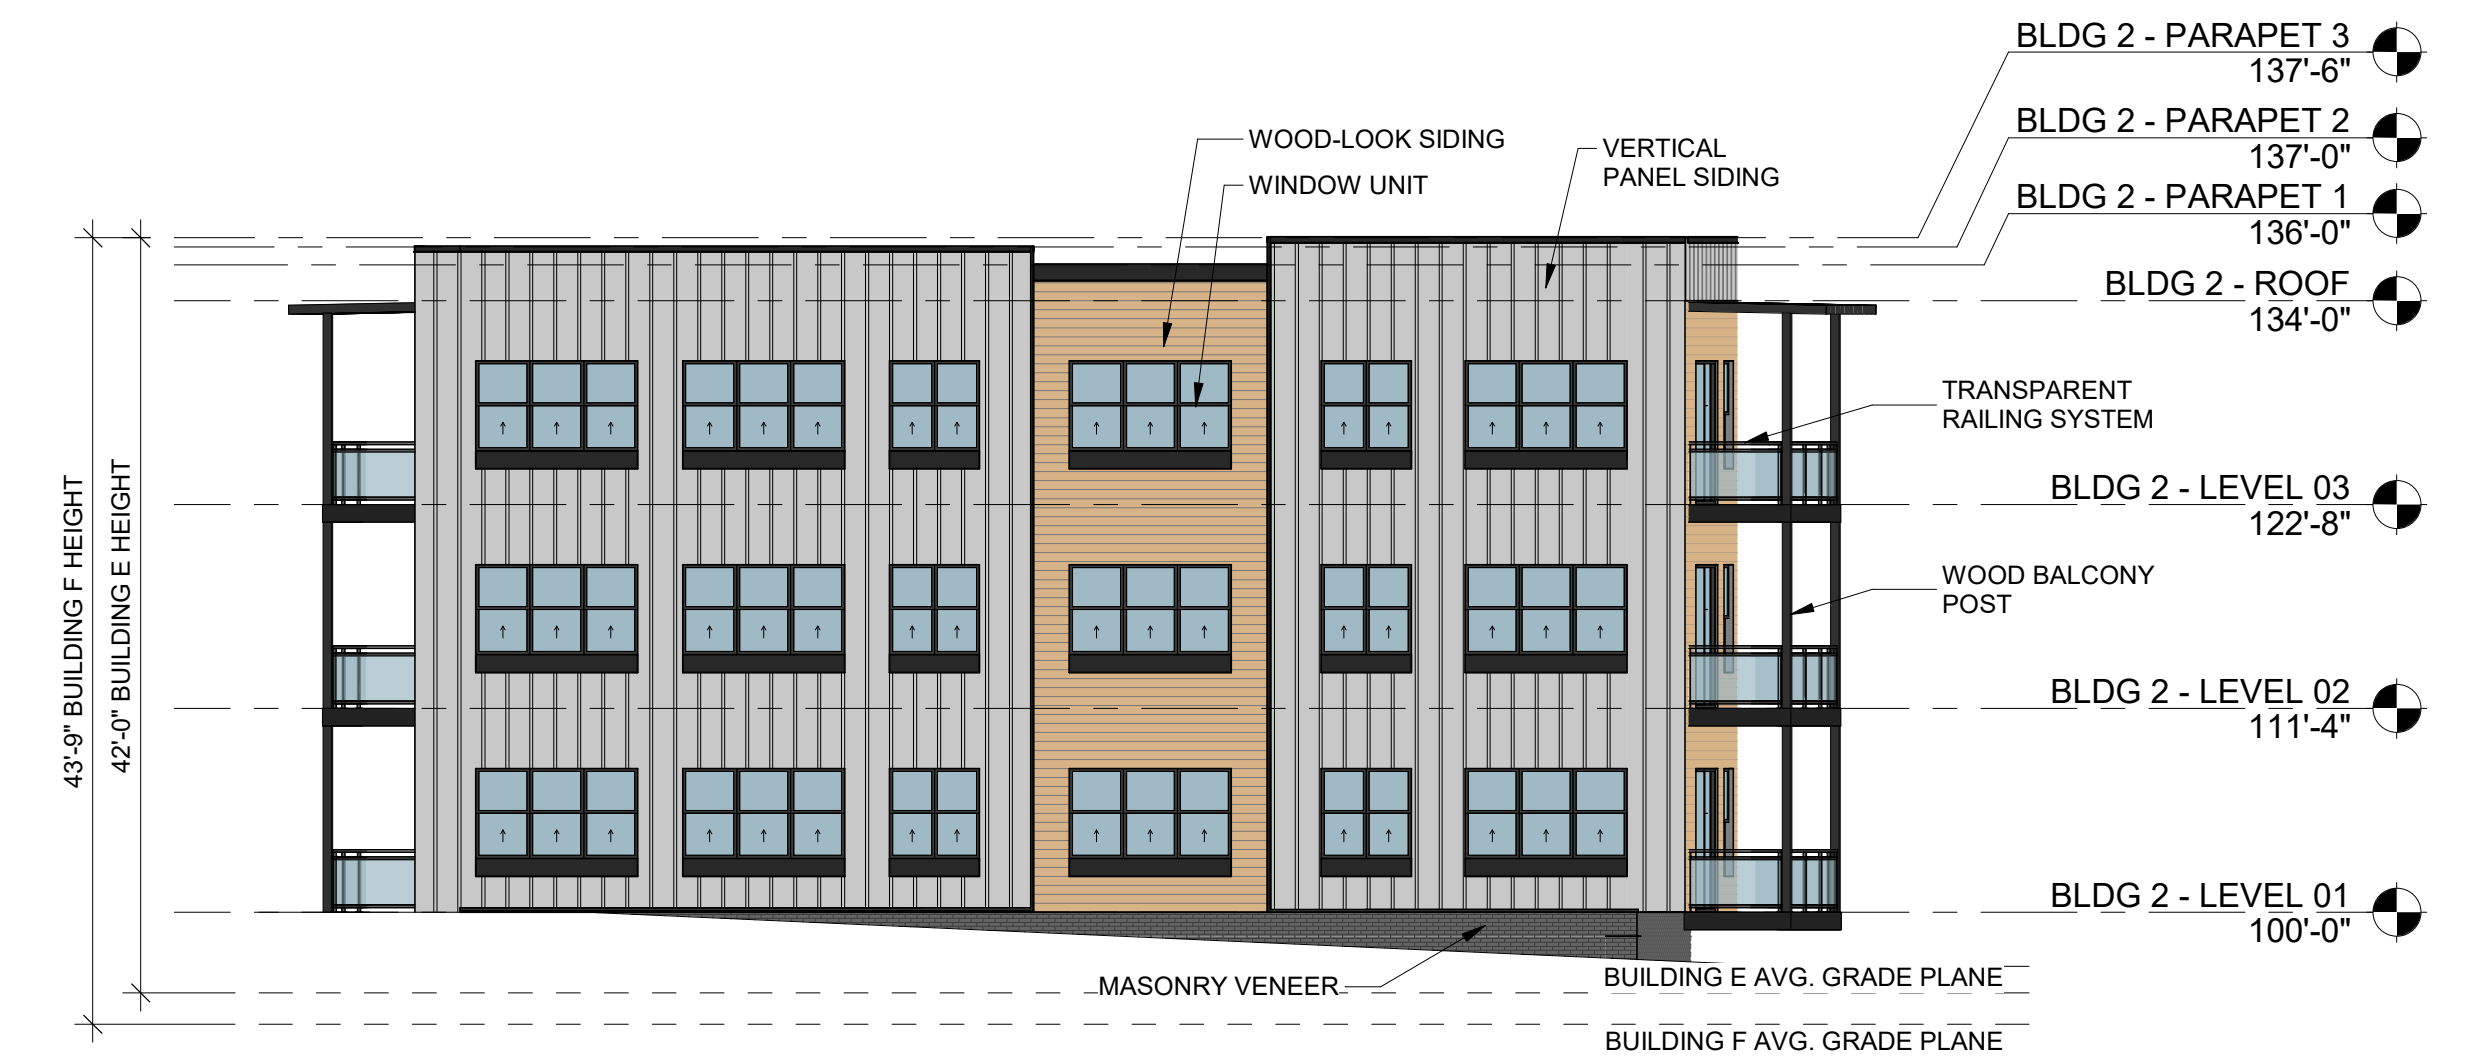 BLDG 2 - PARAPET 3
137'-6"
BLDG 2 - PARAPET 2
137'-0"
BLDG 2 - PARAPET 1
136'-0"
BLDG 2 - ROOF
134'-0"
WOOD-LOOK SIDING
WINDOW UNIT
VERTICAL
PANEL SIDING
TRANSPARENT
RAILING SYSTEM
BLDG 2 - LEVEL 03
122'-8"
WOOD BALCONY
POST
BLDG 2 - LEVEL 02
111'-4"
BLDG 2 - LEVEL 01
100'-0"
43'-9" BUILDING F HEIGHT
42'-0" BUILDING E HEIGHT
MASONRY VENEER
BUILDING E AVG. GRADE PLANE
BUILDING F AVG. GRADE PLANE